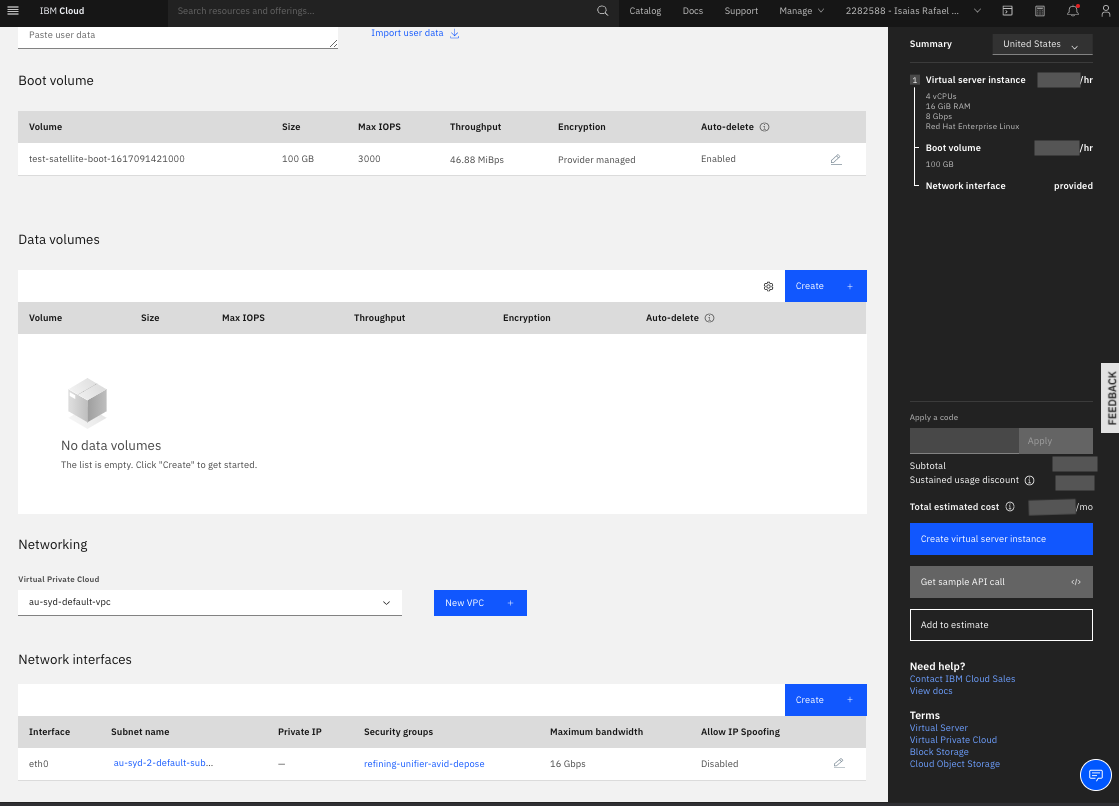 IBM Cloud
Search resources and offerings...
Catalog
Docs
Support
Manage
2282588 - Isaias Rafael ...
Paste user data
Import user data
Boot volume
Volume Size Max IOPS Throughput Encryption Auto-delete
test-satellite-boot-1617091421000 100 GB 3000 46.88 MiBps Provider managed Enabled
Data volumes
Create +
Volume Size Max IOPS Throughput Encryption Auto-delete
No data volumes
The list is empty. Click "Create" to get started.
Networking
Virtual Private Cloud
au-syd-default-vpc
New VPC +
Network interfaces
Create +
Interface Subnet name Private IP Security groups Maximum bandwidth Allow IP Spoofing
eth0 au-syd-2-default-sub... — refining-unifier-avid-depose 16 Gbps Disabled
Summary
United States
1 Virtual server instance /hr
4 vCPUs
16 GiB RAM
8 Gbps
Red Hat Enterprise Linux
Boot volume /hr
100 GB
Network interface provided
FEEDBACK
Apply a code
Apply
Subtotal
Sustained usage discount
Total estimated cost /mo
Create virtual server instance
Get sample API call </>
Add to estimate
Need help?
Contact IBM Cloud Sales
View docs
Terms
Virtual Server
Virtual Private Cloud
Block Storage
Cloud Object Storage